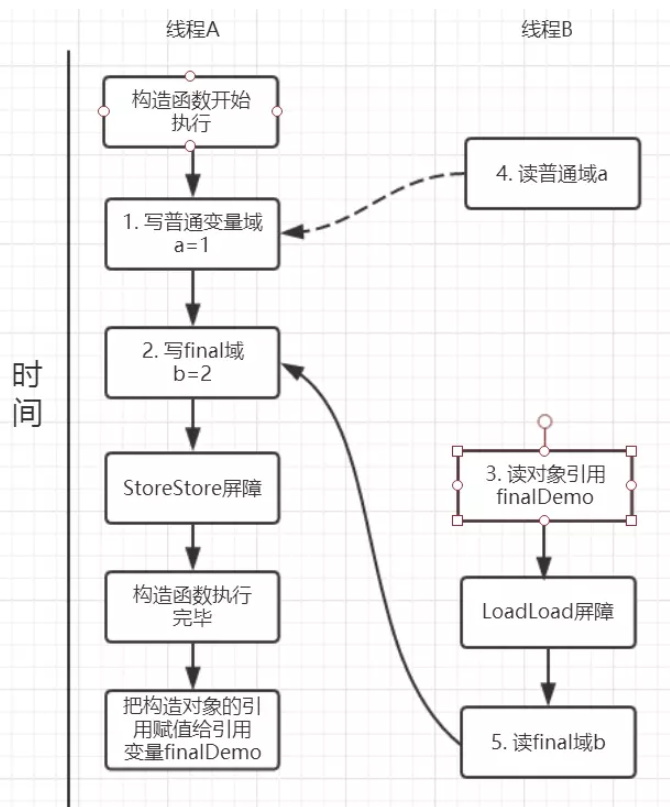 线程A
线程B
构造函数开始
执行
4. 读普通域a
1. 写普通变量域
a=1
2. 写final域
b=2
时
间
3. 读对象引用
finalDemo
StoreStore屏障
构造函数执行
完毕
LoadLoad屏障
把构造对象的引
用赋值给引用
变量finalDemo
5. 读final域b